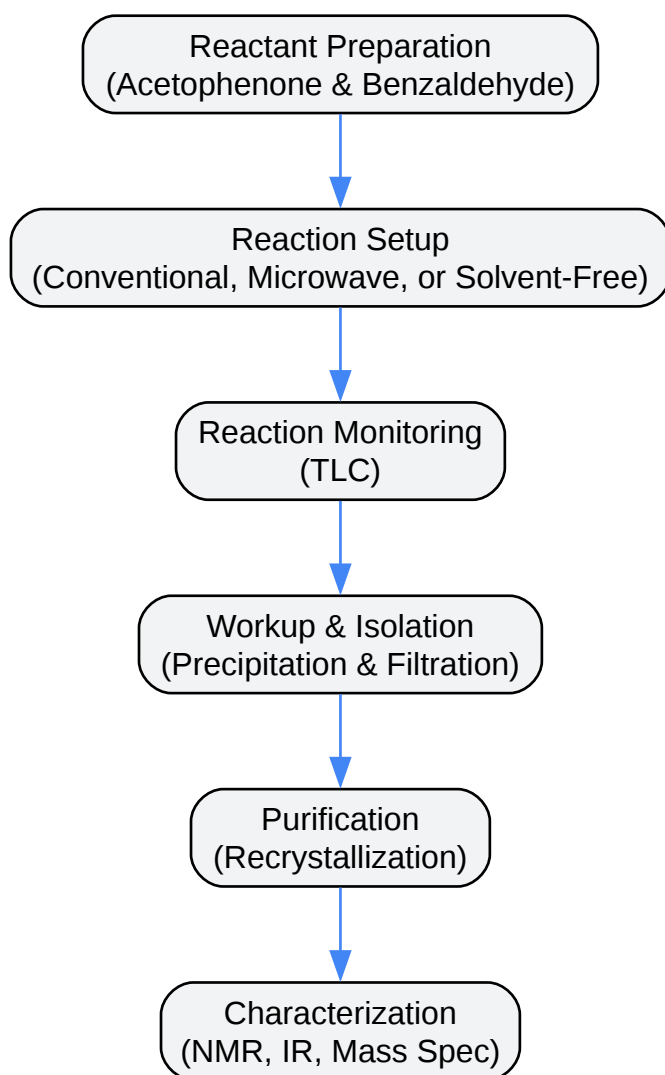 Reactant Preparation
(Acetophenone & Benzaldehyde)
Reaction Setup
(Conventional, Microwave, or Solvent-Free)
Reaction Monitoring
(TLC)
Workup & Isolation
(Precipitation & Filtration)
Purification
(Recrystallization)
Characterization
(NMR, IR, Mass Spec)